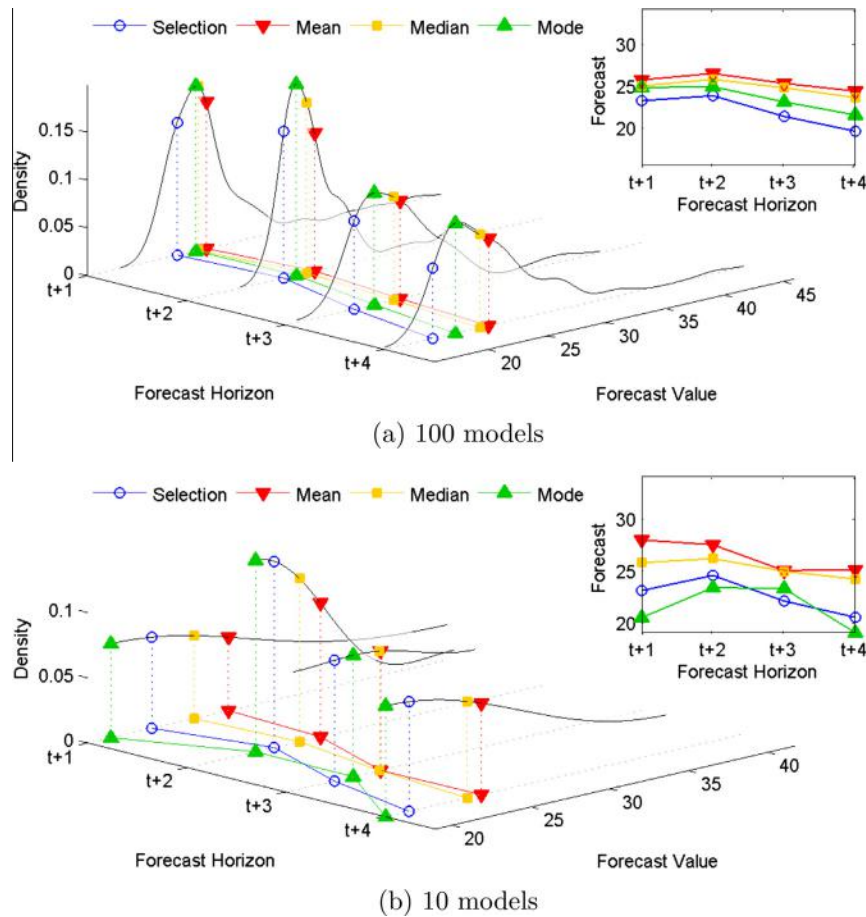 Selection Mean Median Mode
0.15
0.1
0.05
0
Density
t+1
t+2
t+3
t+4
Forecast Horizon
20 25 30 35 40 45
Forecast Value
30
25
20
Forecast
t+1 t+2 t+3 t+4
Forecast Horizon
(a) 100 models
Selection Mean Median Mode
0.1
0.05
0
Density
t+1
t+2
t+3
t+4
Forecast Horizon
20 25 30 35 40
Forecast Value
30
25
20
Forecast
t+1 t+2 t+3 t+4
Forecast Horizon
(b) 10 models